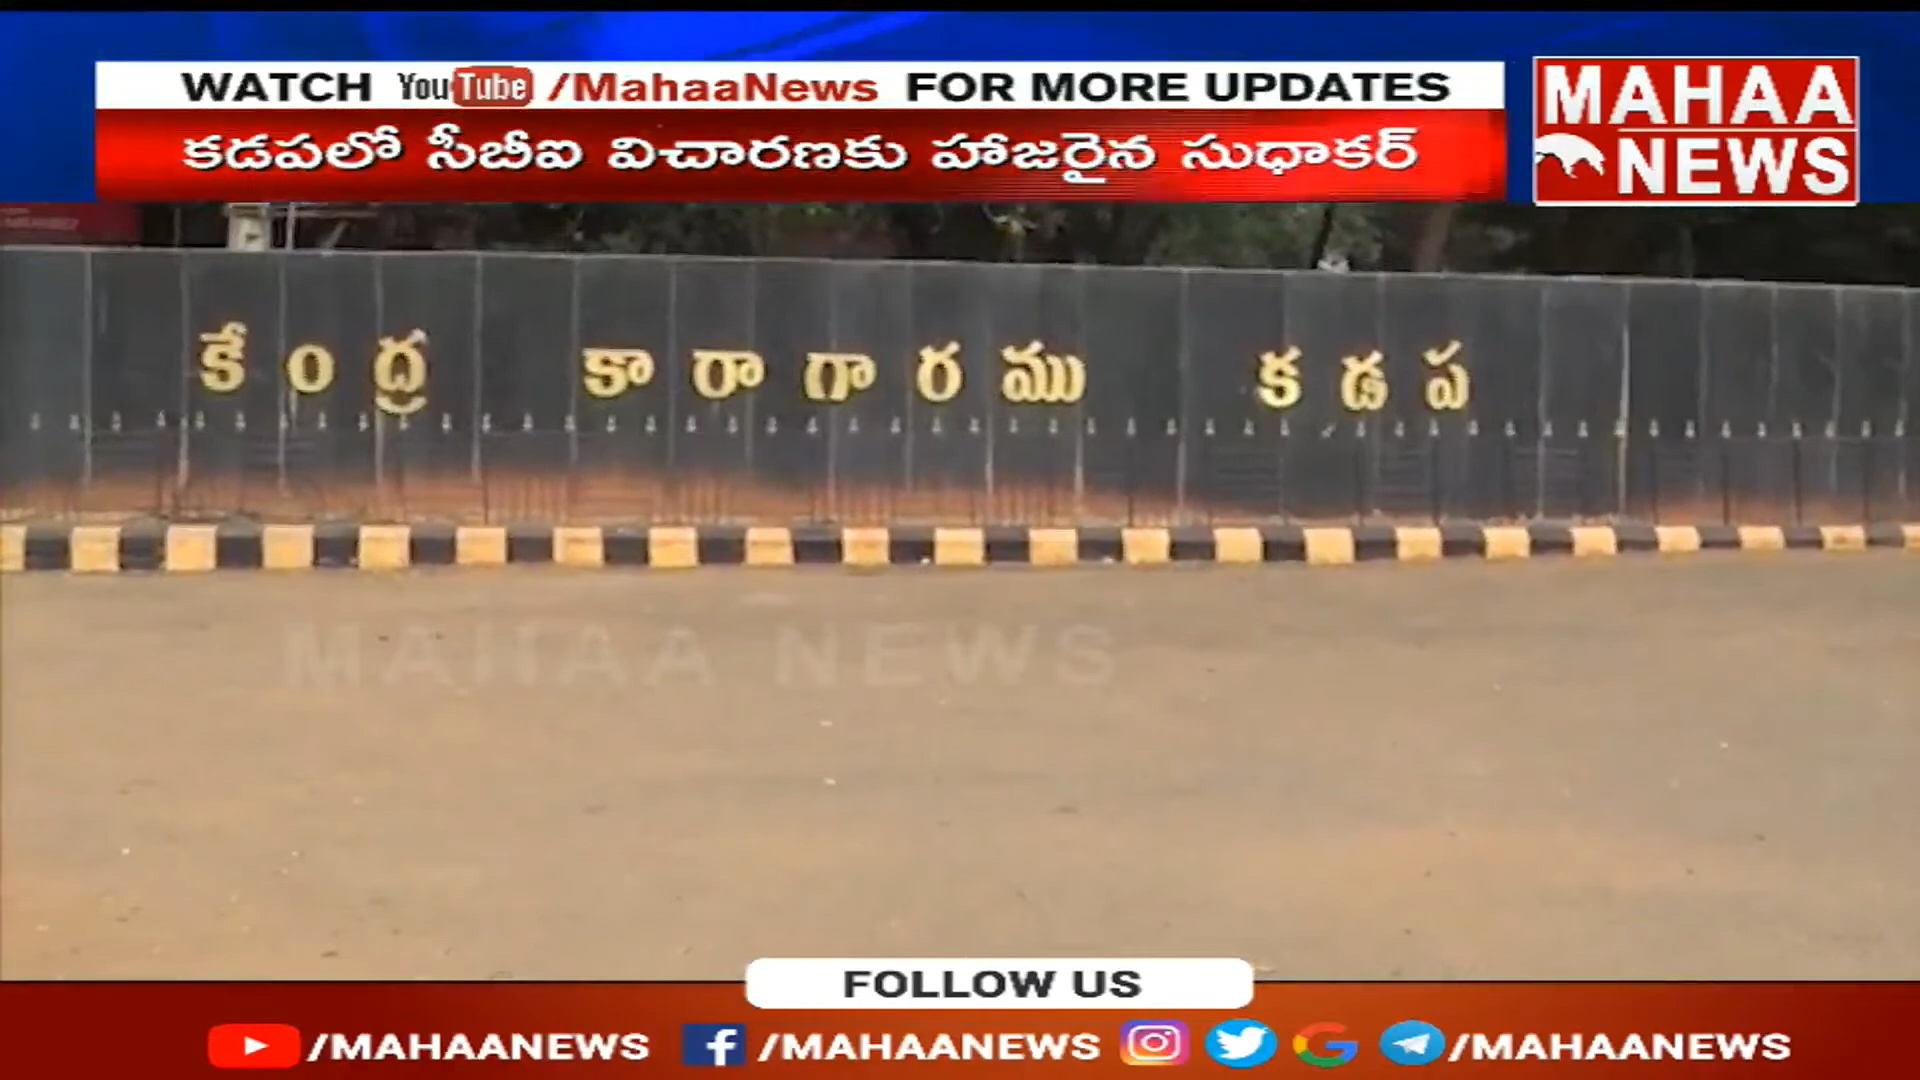 WATCH YouTube /MahaaNews FOR MORE UPDATES
కడపలో సీబీఐ విచారణకు హాజరైన సుధాకర్
MAHAA
NEWS
కేంద్ర కారాగారము కడప
MAHAA NEWS
FOLLOW US
/MAHAANEWS /MAHAANEWS /MAHAANEWS